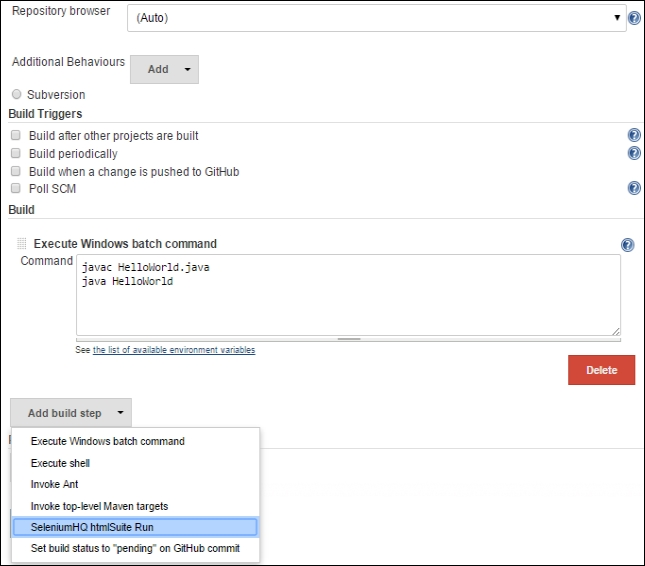 Repository browser
(Auto)
Additional Behaviours
Add
Subversion
Build Triggers
Build after other projects are built
Build periodically
Build when a change is pushed to GitHub
Poll SCM
Build
Execute Windows batch command
Command
javac HelloWorld.java
java HelloWorld
See the list of available environment variables
Delete
Add build step
Execute Windows batch command
Execute shell
Invoke Ant
Invoke top-level Maven targets
SeleniumHQ htmlSuite Run
Set build status to "pending" on GitHub commit